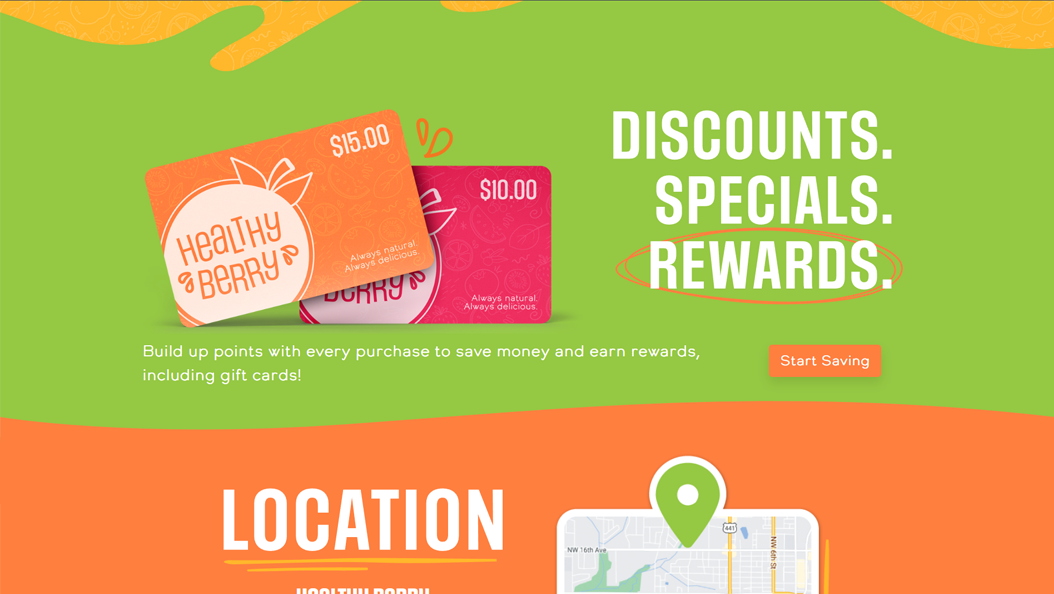 $15.00
HEALTHY
BERRY
Always natural.
Always delicious.
$10.00
BERRY
Always natural.
Always delicious.
DISCOUNTS.
SPECIALS.
REWARDS.
Build up points with every purchase to save money and earn rewards,
including gift cards!
Start Saving
LOCATION
HEALTHY BERRY
441
NW 16th Ave
NW 6th St